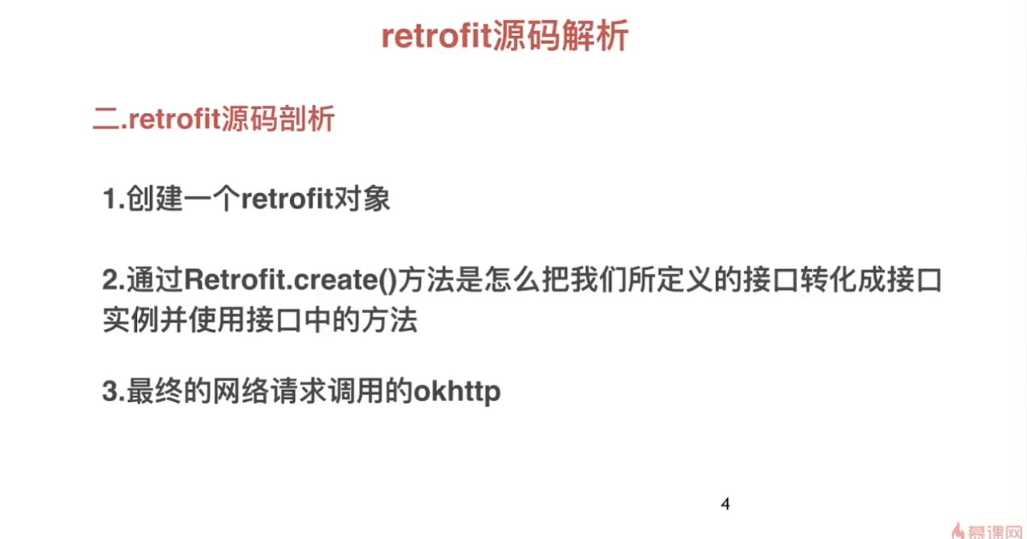 retrofit源码解析
二.retrofit源码剖析
1.创建一个retrofit对象
2.通过Retrofit.create()方法是怎么把我们所定义的接口转化成接口
实例并使用接口中的方法
3.最终的网络请求调用的okhttp
4
慕课网